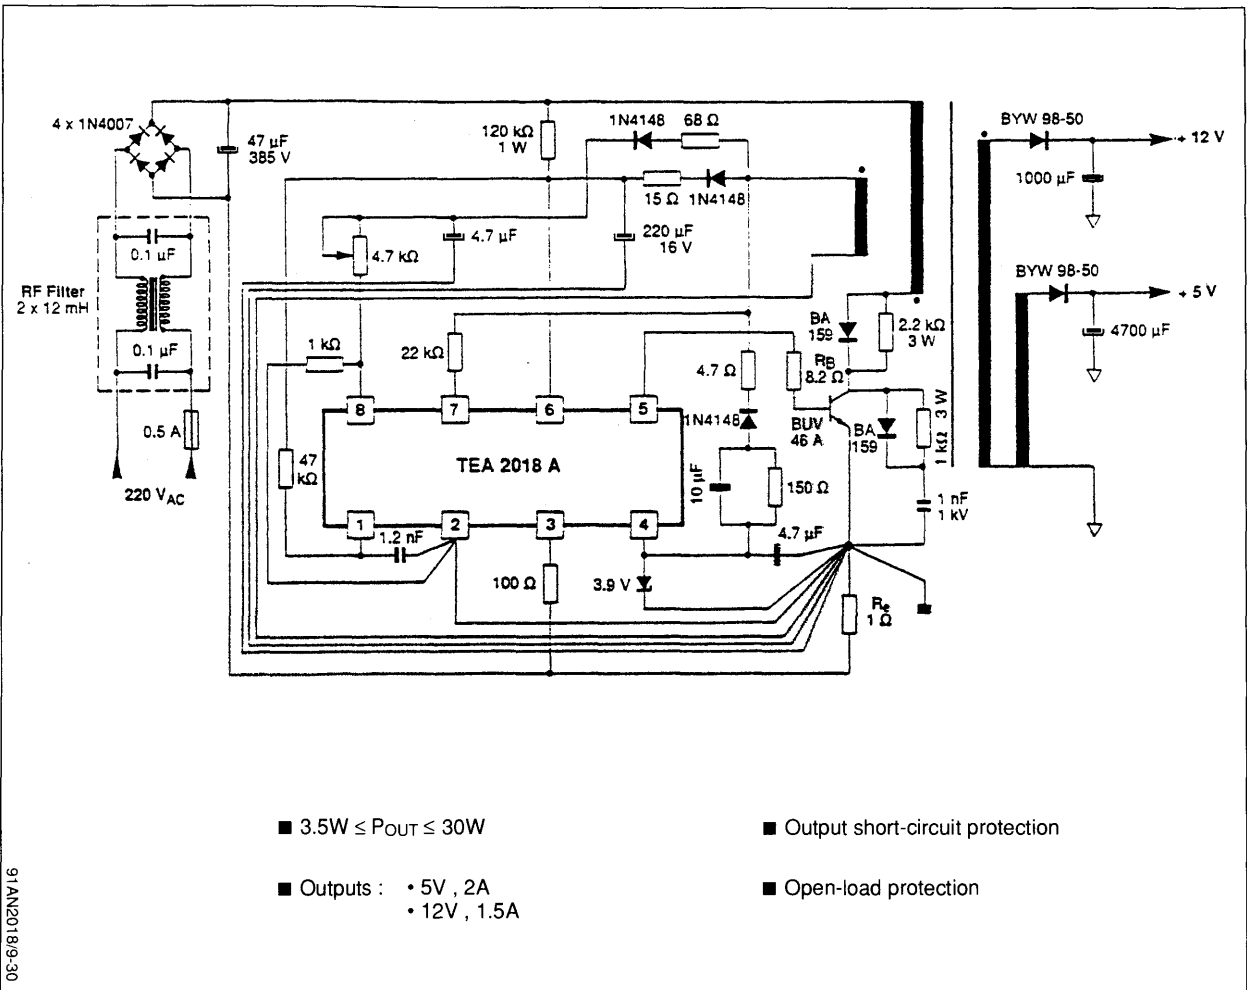 4 x 1N4007
47 µF
385 V
120 kΩ
1 W
1N4148
68 Ω
15 Ω
1N4148
BYW 98-50
+ 12 V
1000 µF
0.1 µF
4.7 kΩ
4.7 µF
220 µF
16 V
RF Filter
2 x 12 mH
BYW 98-50
+ 5 V
4700 µF
0.1 µF
1 kΩ
22 kΩ
BA
159
2.2 kΩ
3 W
4.7 Ω
RB
8.2 Ω
8
7
6
5
0.5 A
1N4148
BUV
46 A
BA
159
1 kΩ 3 W
TEA 2018 A
47
kΩ
10 µF
150 Ω
220 VAC
1 nF
1 kV
1
2
3
4
1.2 nF
4.7 µF
100 Ω
3.9 V
Re
1 Ω
■ 3.5W ≤ POUT ≤ 30W
■ Output short-circuit protection
■ Outputs : • 5V , 2A
• 12V , 1.5A
■ Open-load protection
91AN2018/9-30